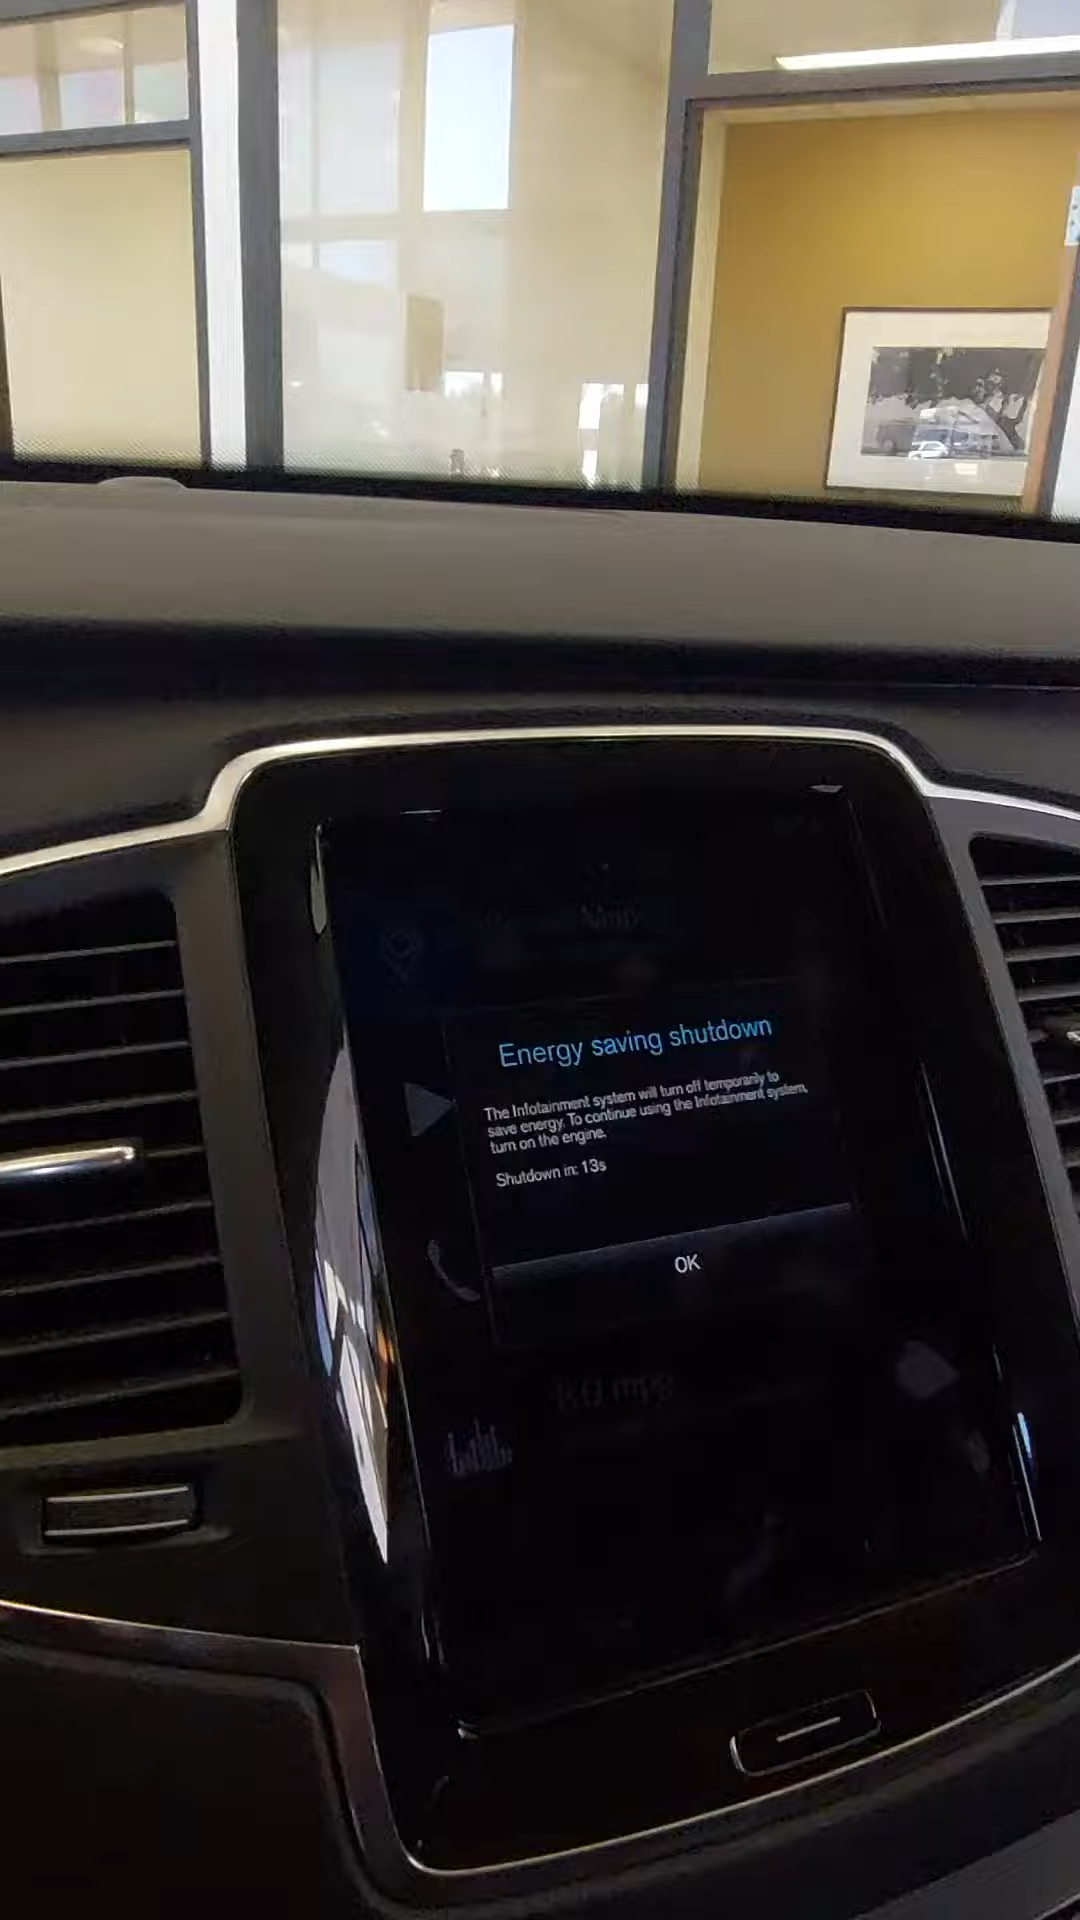 Energy saving shutdown
The Infotainment system will turn off temporarily to
save energy. To continue using the Infotainment system,
turn on the engine.
Shutdown in: 13s
OK